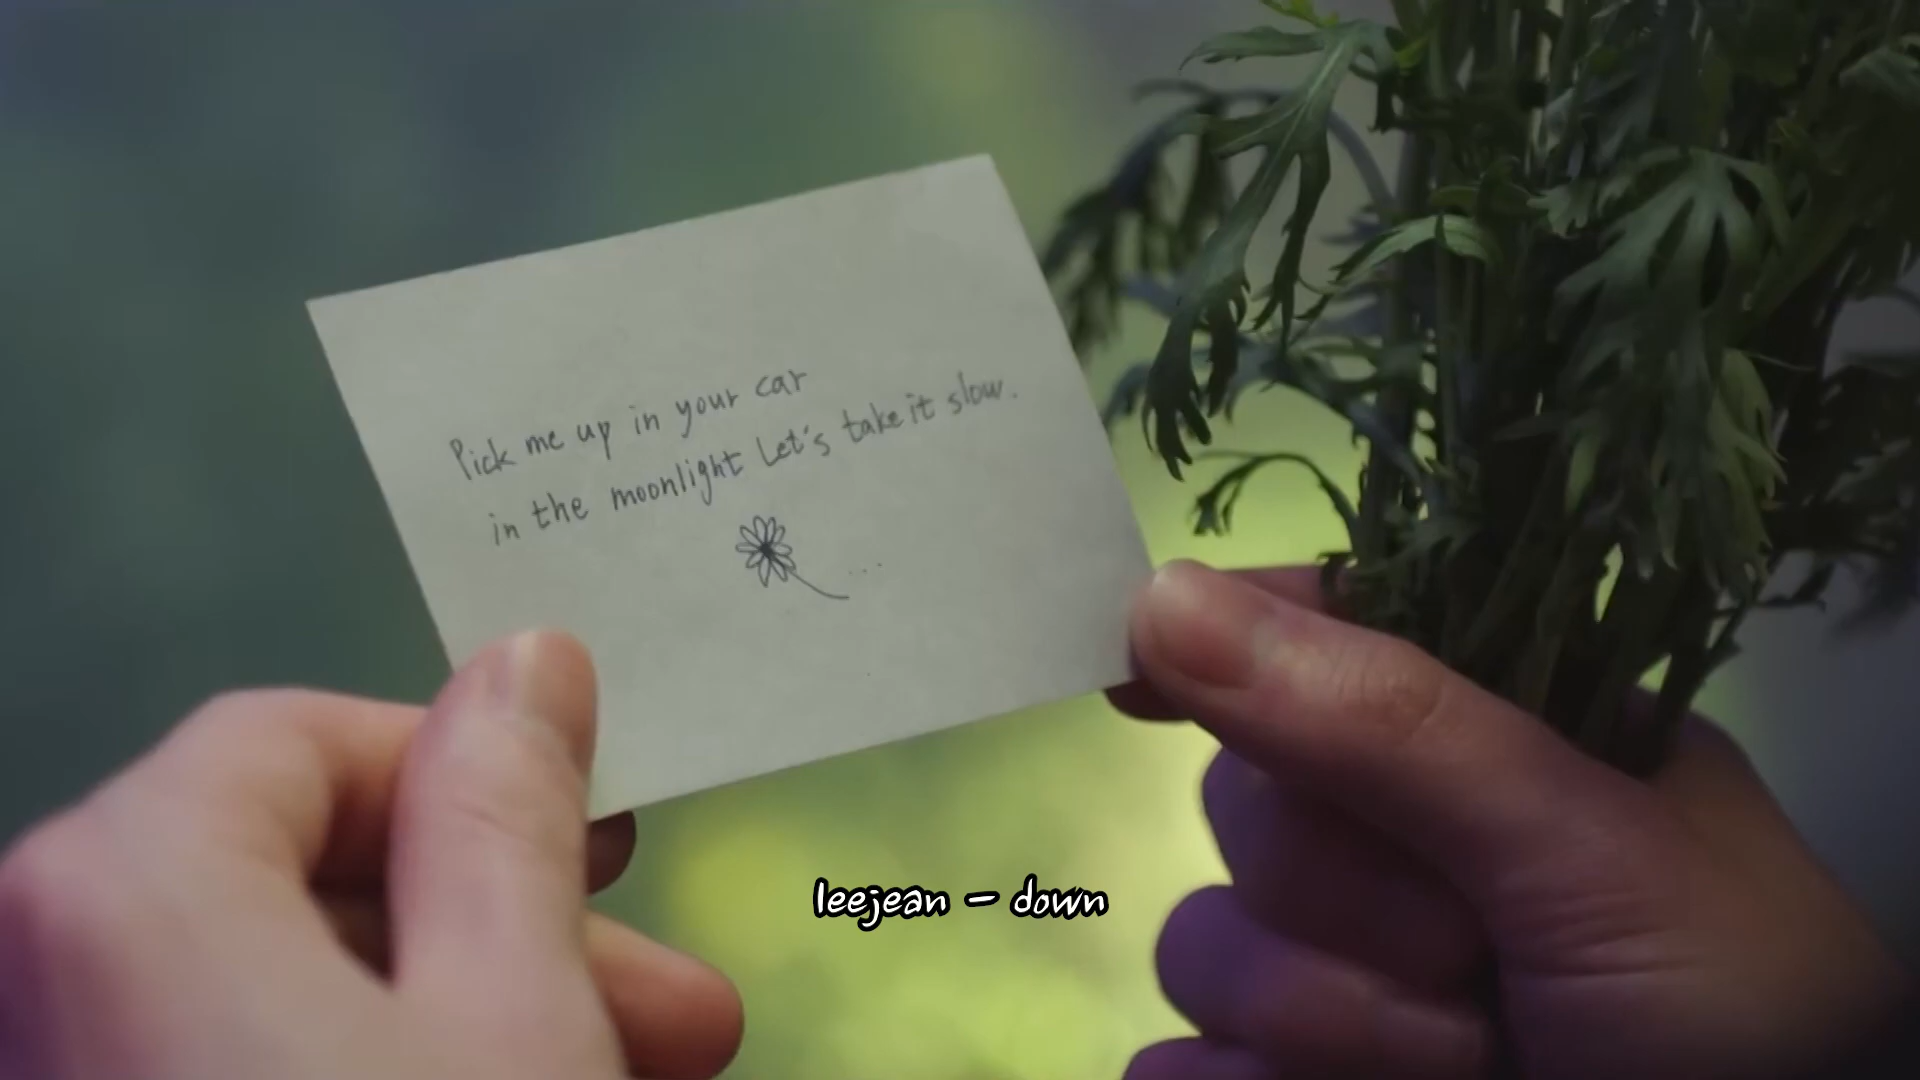 Pick me up in your car
in the moonlight Let's take it slow.
...
leejean - down